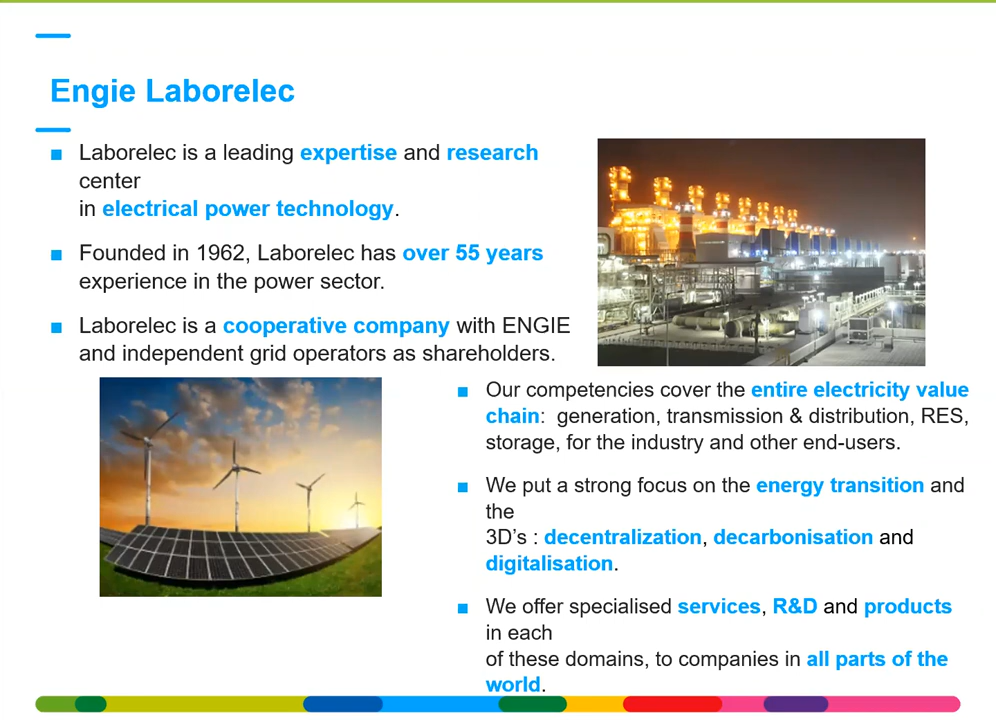 Engie Laborelec
Laborelec is a leading expertise and research
center
in electrical power technology.
Founded in 1962, Laborelec has over 55 years
experience in the power sector.
Laborelec is a cooperative company with ENGIE
and independent grid operators as shareholders.
Our competencies cover the entire electricity value
chain: generation, transmission & distribution, RES,
storage, for the industry and other end-users.
We put a strong focus on the energy transition and
the
3D's : decentralization, decarbonisation and
digitalisation.
We offer specialised services, R&D and products
in each
of these domains, to companies in all parts of the
world.